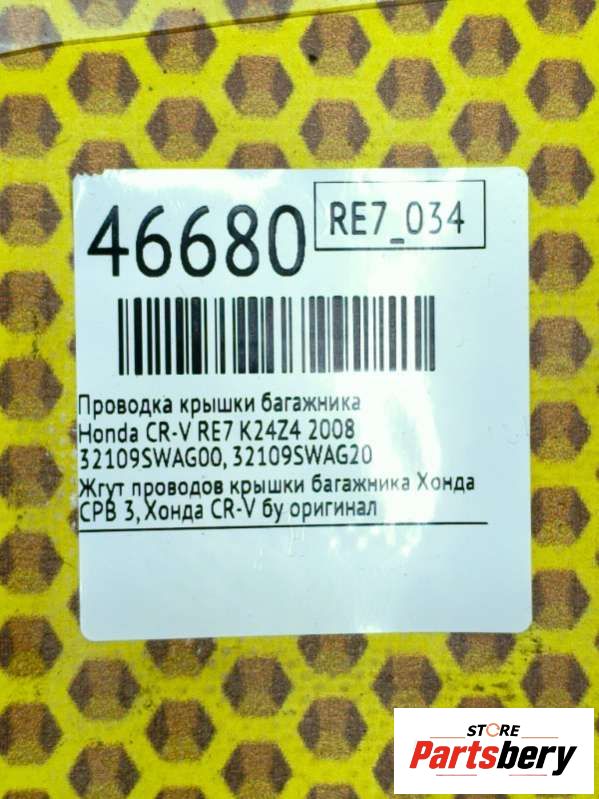 46680
RE7_034
Проводка крышки багажника
Honda CR-V RE7 K24Z4 2008
32109SWAG00, 32109SWAG20
Жгут проводов крышки багажника Хонда
СРВ 3, Хонда CR-V бу оригинал
STORE
Partsbery